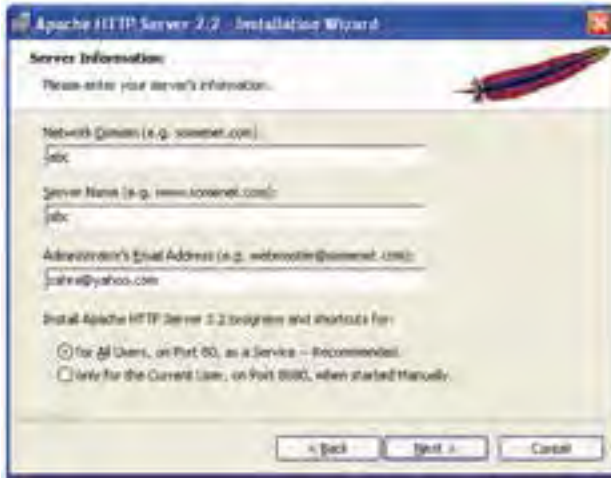 Apache HTTP Server 2.2 - Installation Wizard
Server Information
Please enter your server's information.
Network Domain (e.g. somenet.com)
abc
Server Name (e.g. www.somenet.com):
abc
Administrator's Email Address (e.g. webmaster@somenet.com):
@yahoo.com
Install Apache HTTP Server 2.2 programs and shortcuts for:
for All Users, on Port 80, as a Service -- Recommended.
only for the Current User, on Port 8080, when started Manually.
< Back
Next >
Cancel